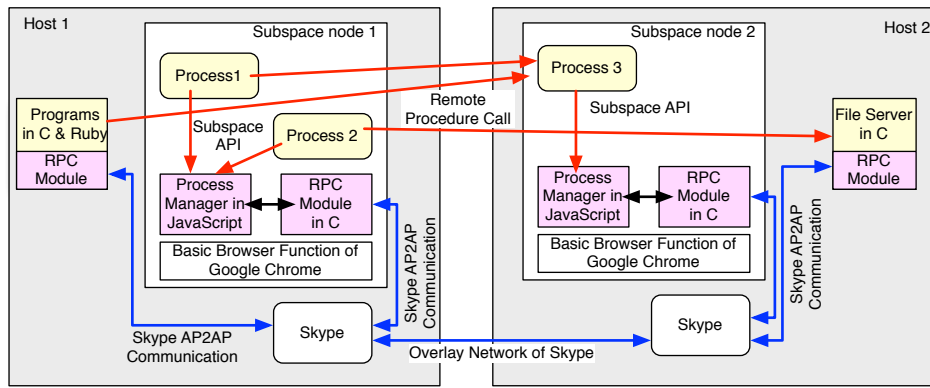 Host 1
Subspace node 1
Process1
Programs
in C & Ruby
RPC
Module
Subspace
API
Process 2
Process
Manager in
JavaScript
RPC
Module
in C
Basic Browser Function of
Google Chrome
Skype AP2AP
Communication
Skype AP2AP
Communication
Skype
Remote
Procedure Call
Overlay Network of Skype
Host 2
Subspace node 2
Process 3
Subspace API
File Server
in C
RPC
Module
Process
Manager in
JavaScript
RPC
Module
in C
Basic Browser Function of
Google Chrome
Skype AP2AP
Communication
Skype